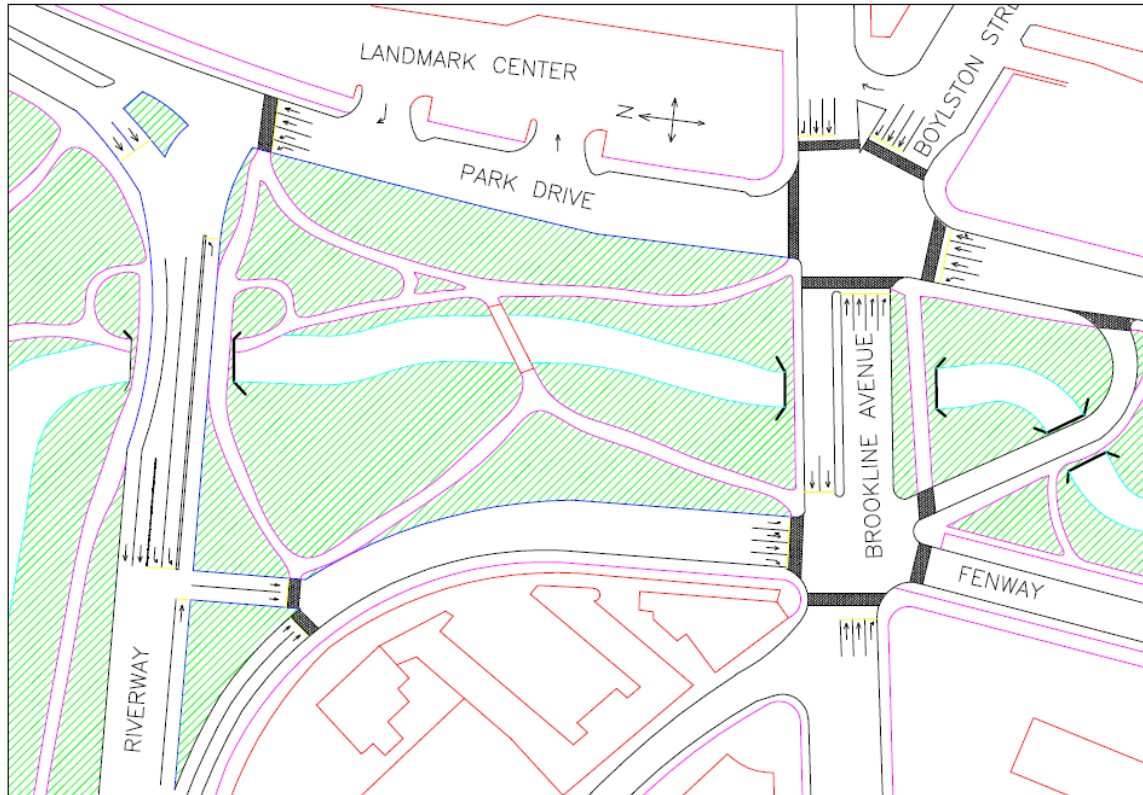 LANDMARK CENTER
N
BOYLSTON STRE
PARK DRIVE
BROOKLINE AVENUE
FENWAY
RIVERWAY